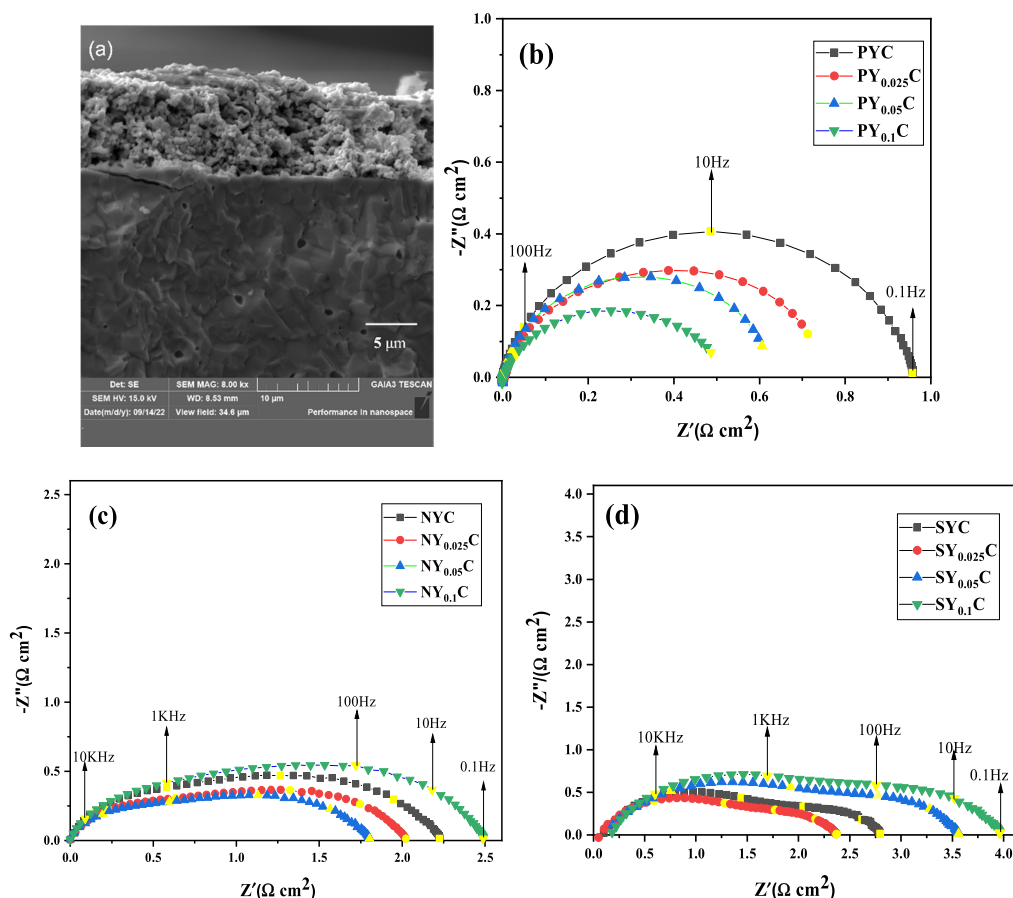 (a)
5 μm
Det: SE
SEM MAG: 8.00 kx
GAIA3 TESCAN
SEM HV: 15.0 kV
WD: 8.53 mm
10 μm
Date(m/d/y): 09/14/22
View field: 34.6 μm
Performance in nanospace
(b)
PYC
PY0.025C
PY0.05C
PY0.1C
10Hz
100Hz
0.1Hz
-Z"(Ω cm2)
1.0
0.8
0.6
0.4
0.2
0.0
0.0 0.2 0.4 0.6 0.8 1.0
Z'(Ω cm2)
(c)
NYC
NY0.025C
NY0.05C
NY0.1C
10KHz
1KHz
100Hz
10Hz
0.1Hz
-Z"(Ω cm2)
2.5
2.0
1.5
1.0
0.5
0.0
0.0 0.5 1.0 1.5 2.0 2.5
Z'(Ω cm2)
(d)
SYC
SY0.025C
SY0.05C
SY0.1C
10KHz
1KHz
100Hz
10Hz
0.1Hz
-Z"/(Ω cm2)
4.0
3.5
3.0
2.5
2.0
1.5
1.0
0.5
0.0
0.0 0.5 1.0 1.5 2.0 2.5 3.0 3.5 4.0
Z'(Ω cm2)